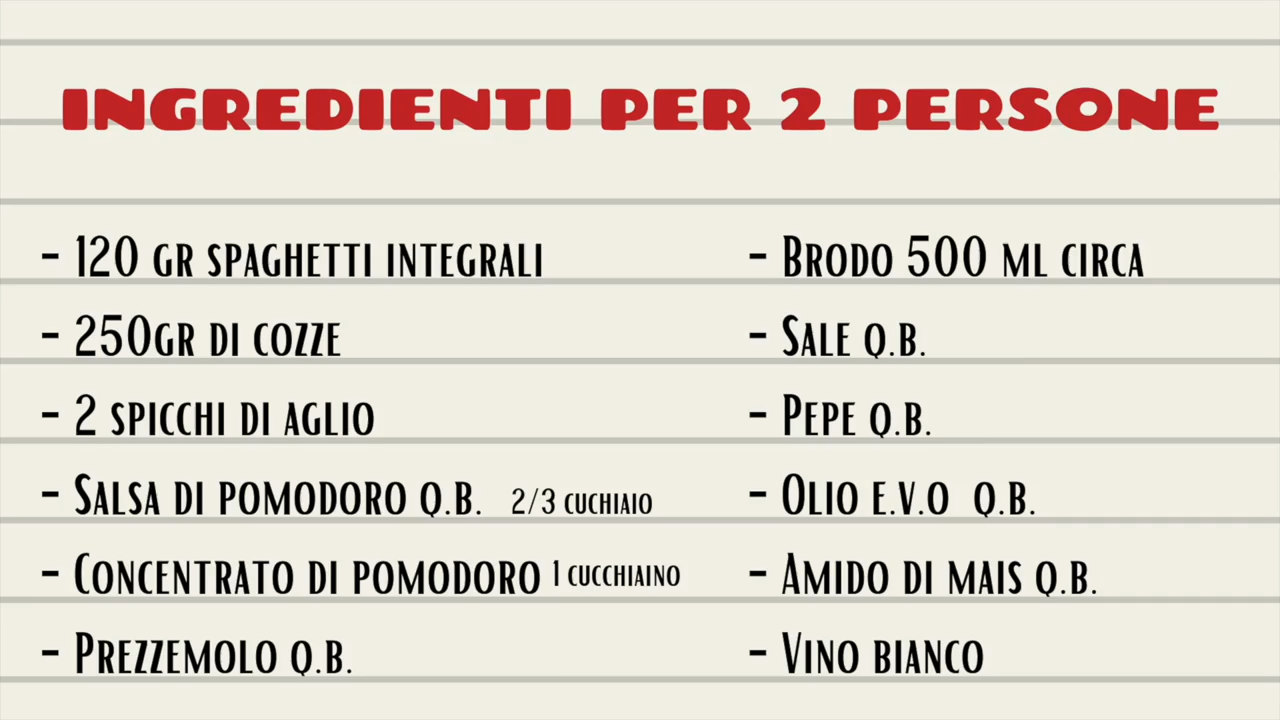 INGREDIENTI PER 2 PERSONE
- 120 GR SPAGHETTI INTEGRALI
- 250GR DI COZZE
- 2 SPICCHI DI AGLIO
- SALSA DI POMODORO Q.B. 2/3 CUCHIAIO
- CONCENTRATO DI POMODORO 1 CUCCHIAINO
- PREZZEMOLO Q.B.
- BRODO 500 ML CIRCA
- SALE Q.B.
- PEPE Q.B.
- OLIO E.V.O Q.B.
- AMIDO DI MAIS Q.B.
- VINO BIANCO